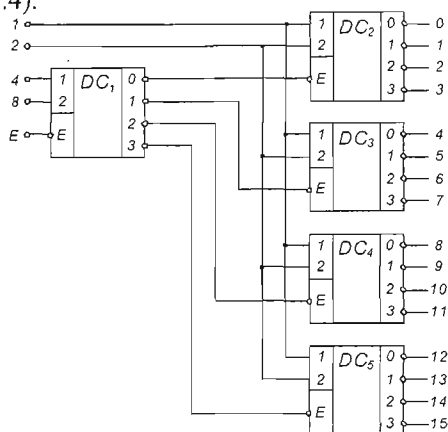 .4).
1 1 DC2 0 0
2 2 1 1
2 2
4 1 DC1 0 E 3 3
8 2 1
E E 2
3
1 DC3 0 4
2 1 5
2 6
E 3 7
1 DC4 0 8
2 1 9
2 10
E 3 11
1 DC5 0 12
2 1 13
2 14
E 3 15